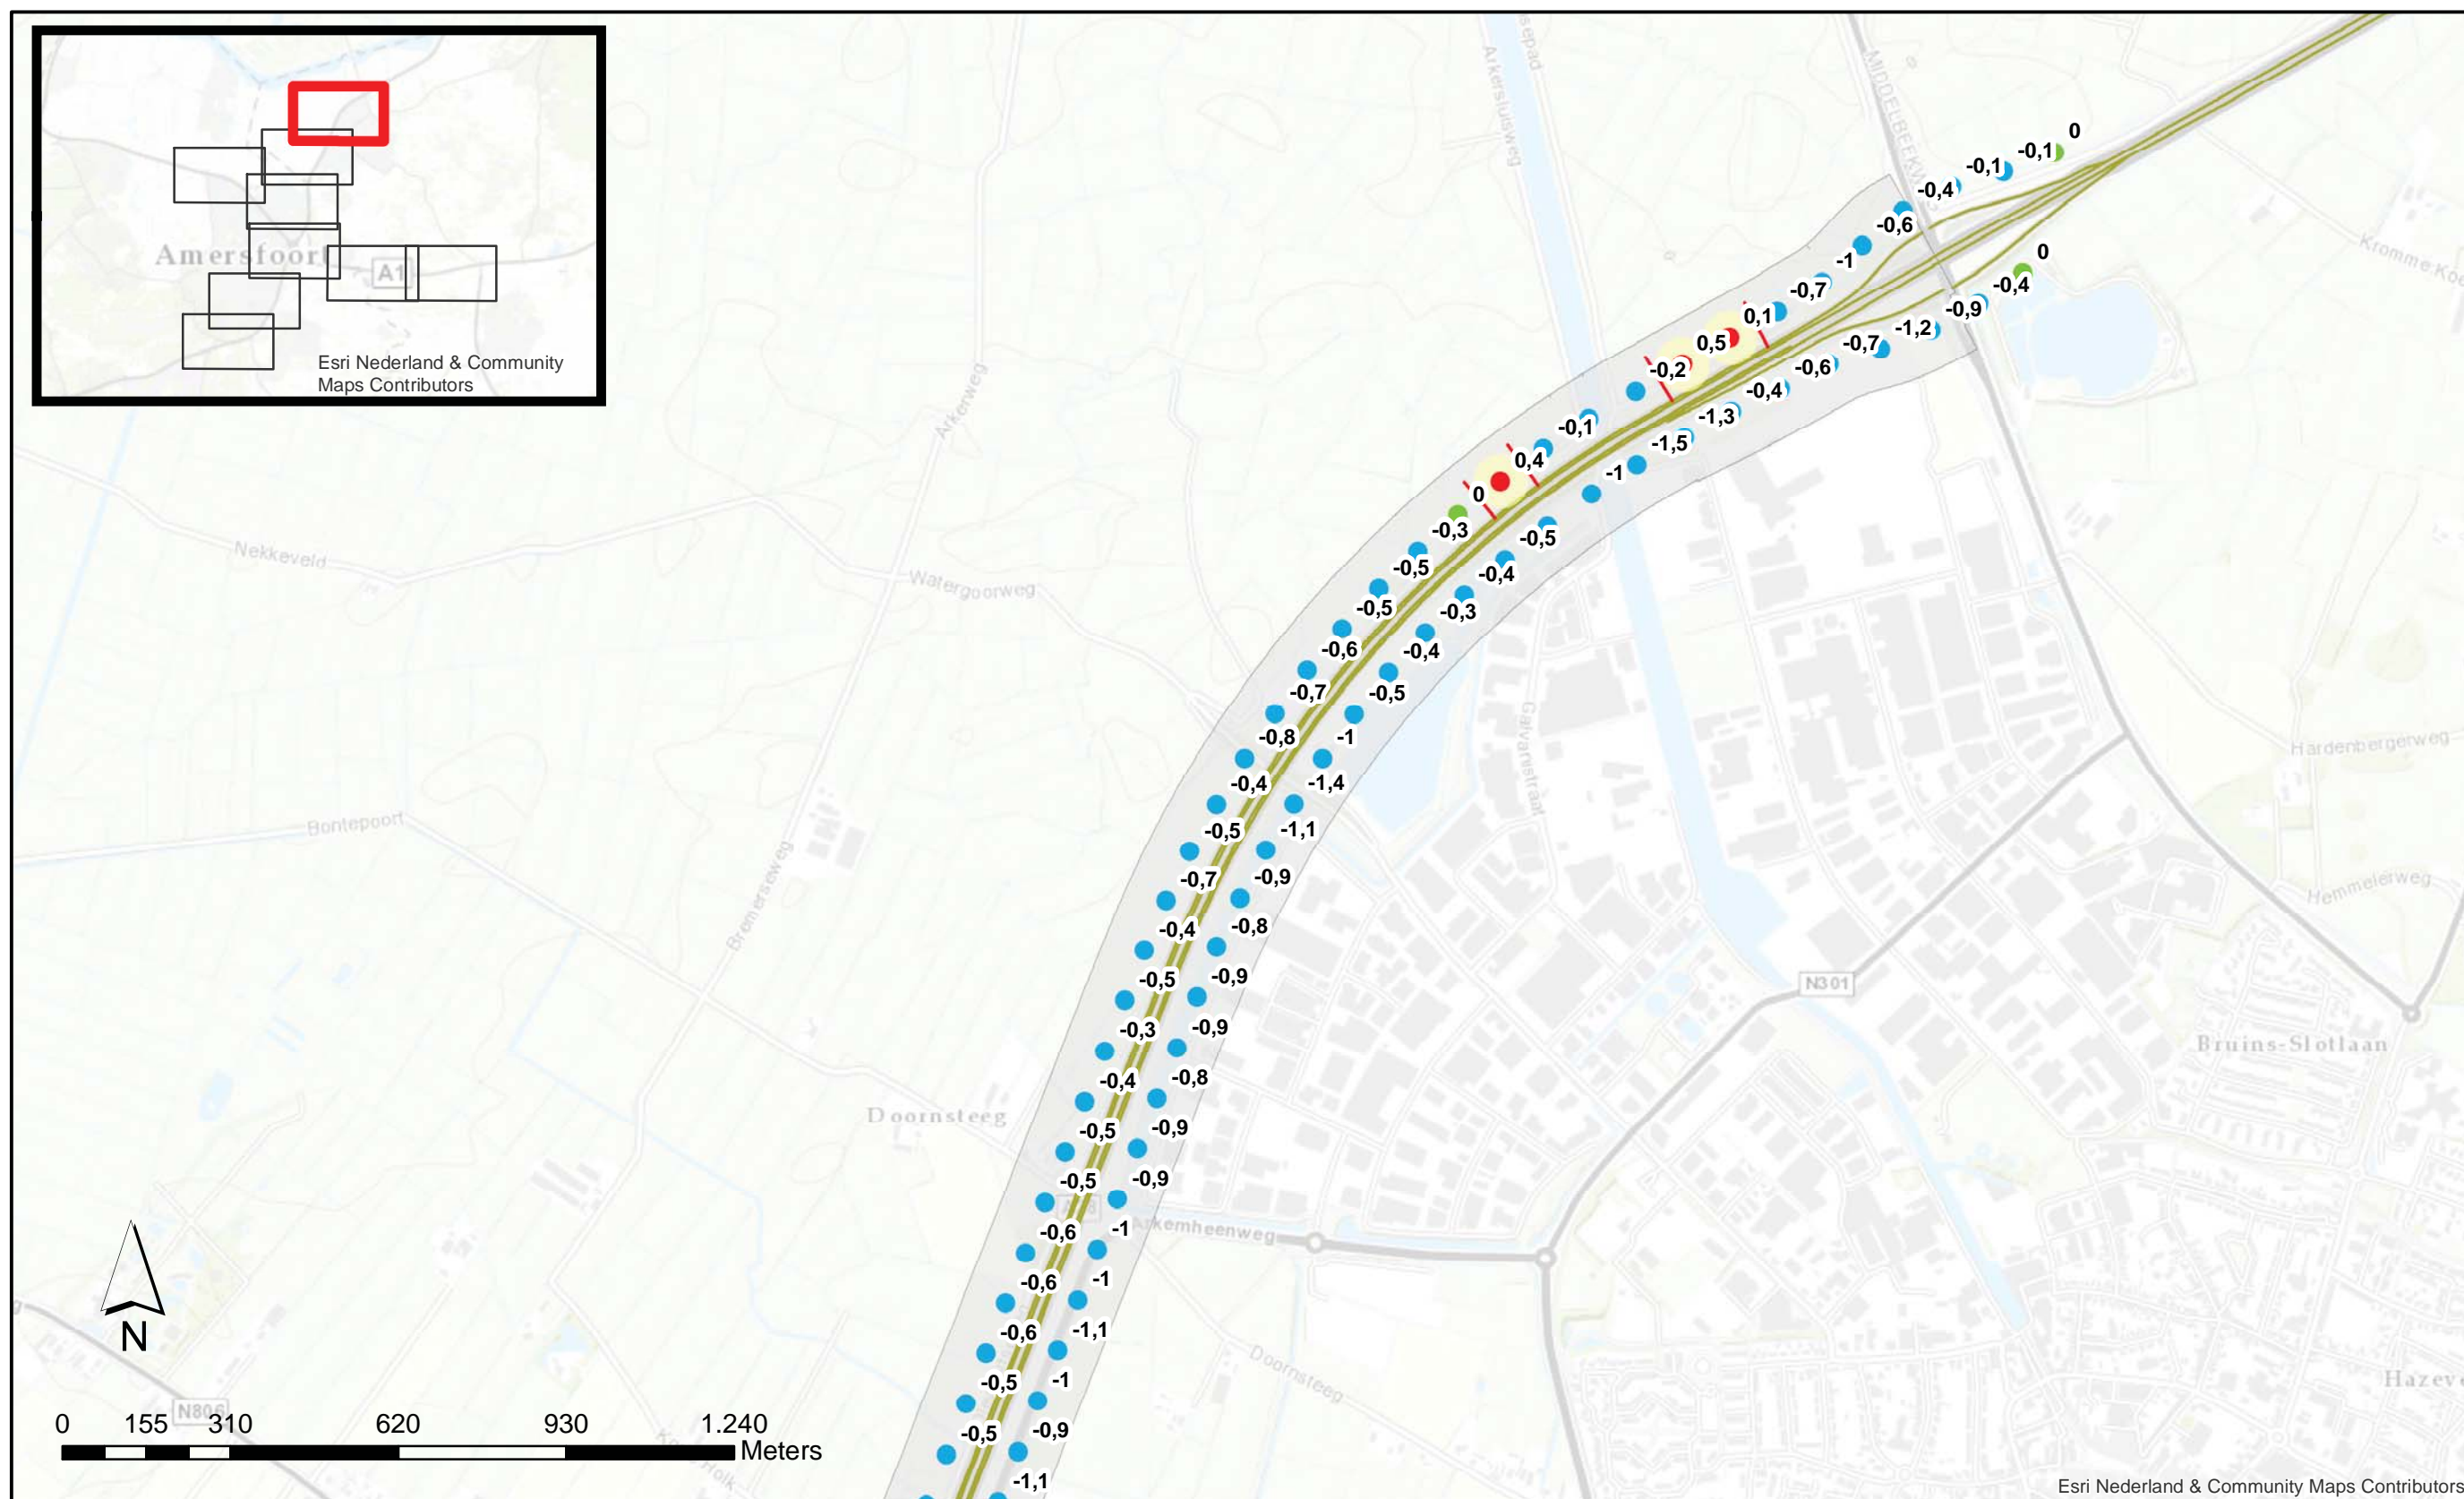 Amersfoort
A1
Esri Nederland & Community
Maps Contributors
Arkersluisweg
Arkerweg
Nekkeveld
Watergoorweg
Bontepoort
Bremerseweg
Galvanistraat
Hardenbergerweg
Hemmelerweg
N301
Bruins-Slotlaan
Doornsteeg
Arkemheenweg
Doornsteeg
N806
0
-0,1
-0,1
-0,4
-0,6
-1
-0,7
0,1
0,5
-0,2
-0,1
0,4
0
-0,3
-0,5
-0,5
-0,6
-0,7
-0,8
-0,4
-0,5
-0,7
-0,4
-0,5
-0,3
-0,4
-0,5
-0,5
-0,6
-0,6
-0,6
-0,5
-0,5
0
-0,4
-0,9
-1,2
-0,7
-0,6
-0,4
-1,3
-1,5
-1
-0,5
-0,4
-0,3
-0,4
-0,5
-1
-1,4
-1,1
-0,9
-0,8
-0,9
-0,9
-0,8
-0,9
-0,9
-1
-1
-1,1
-1
-0,9
-1,1
N
0 155 310 620 930 1.240
Meters
Esri Nederland & Community Maps Contributors